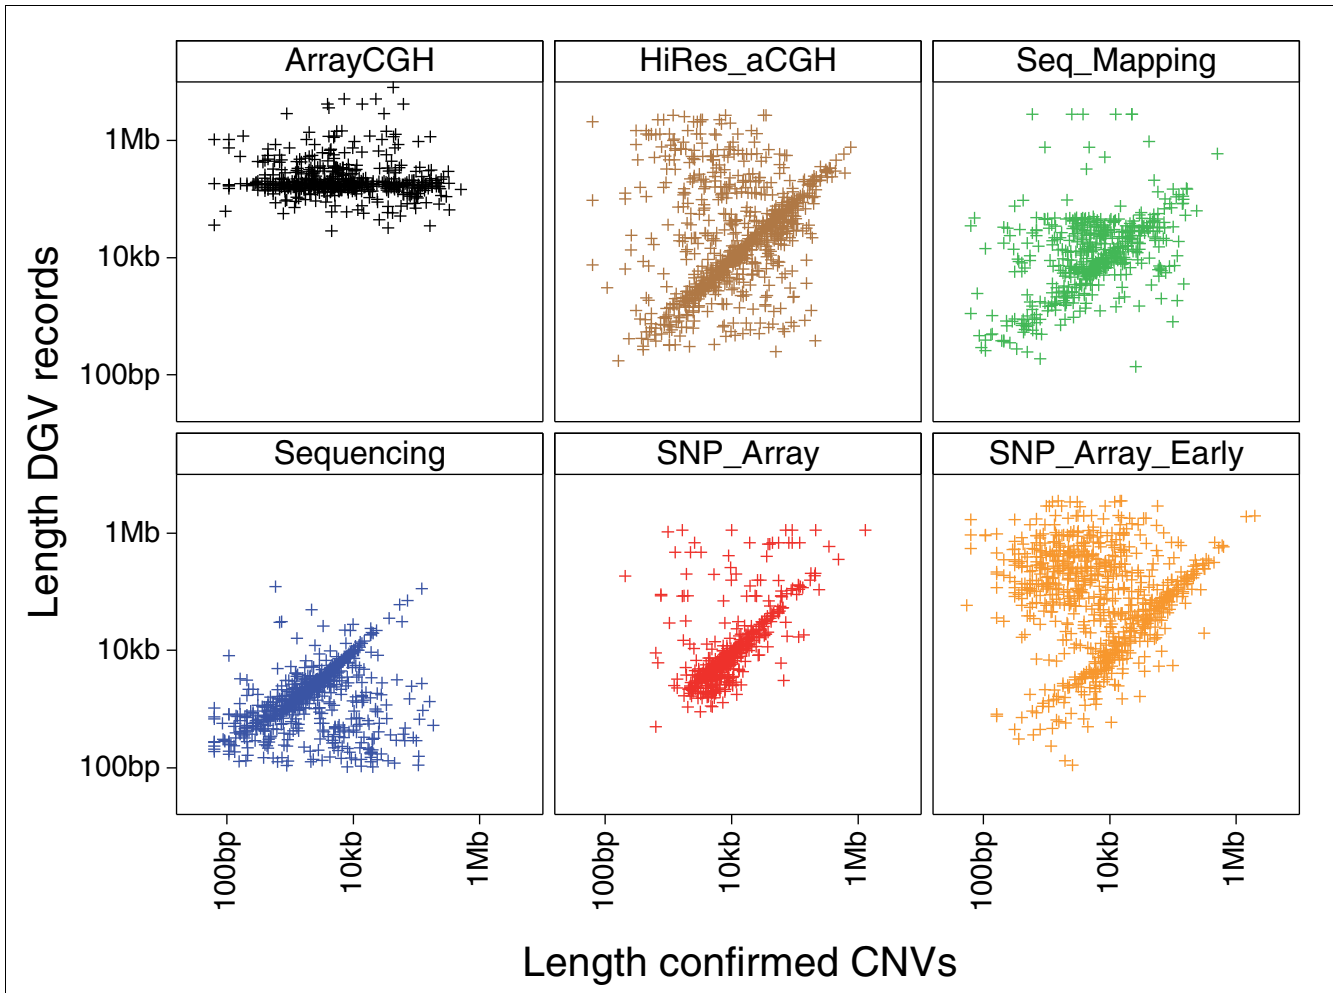 ArrayCGH
HiRes_aCGH
Seq_Mapping
1Mb
10kb
100bp
Length DGV records
Sequencing
SNP_Array
SNP_Array_Early
1Mb
10kb
100bp
100bp
10kb
1Mb
100bp
10kb
1Mb
100bp
10kb
1Mb
Length confirmed CNVs